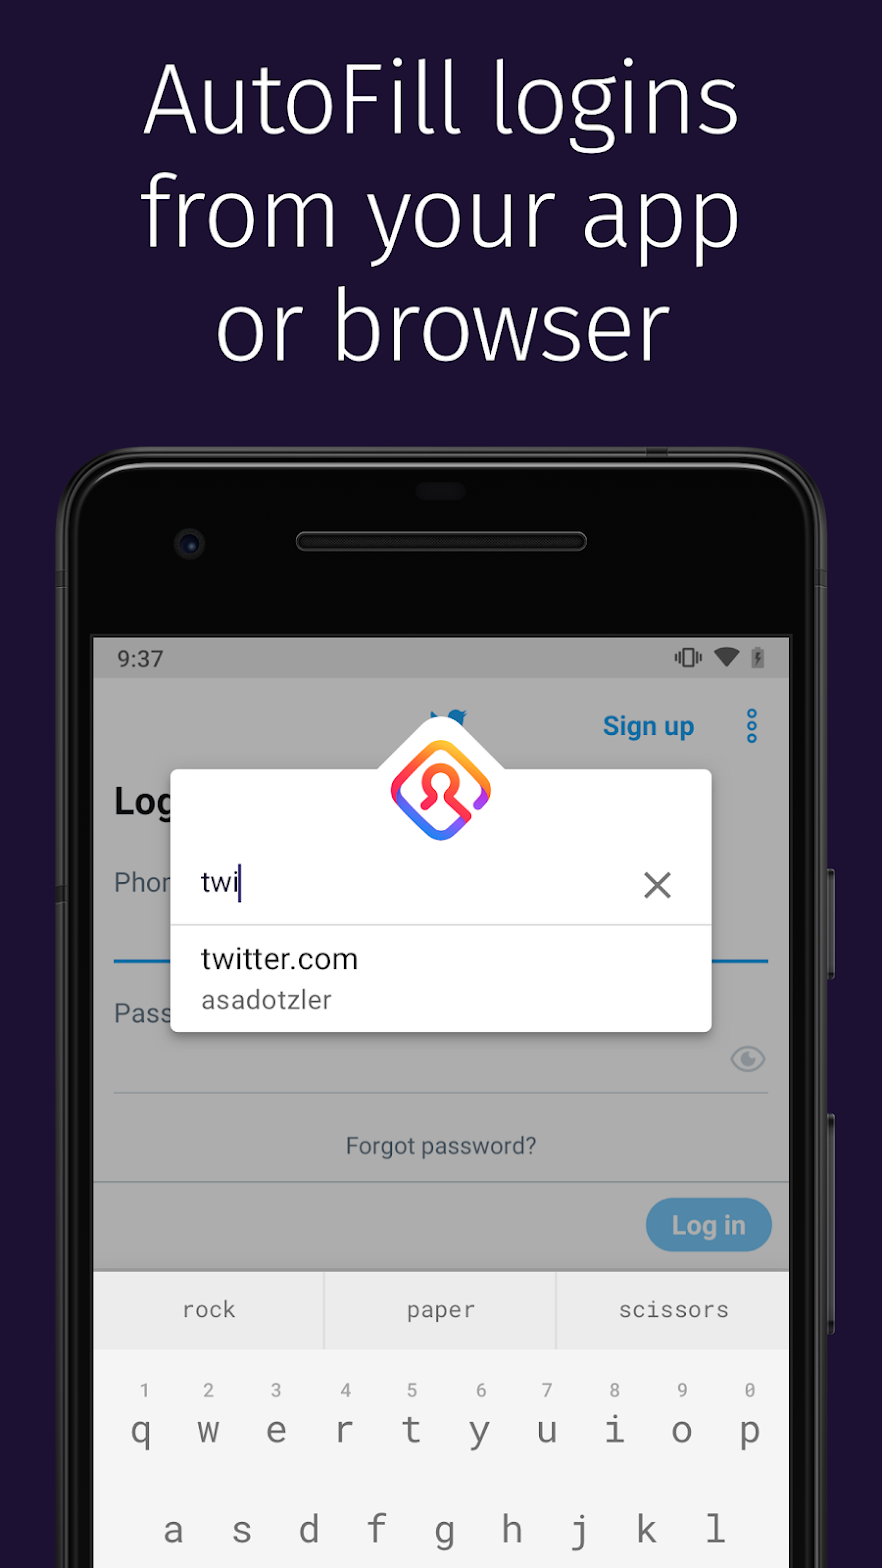 AutoFill logins
from your app
or browser
9:37
Sign up
Log
Phon
twi
twitter.com
asadotzler
Pass
Forgot password?
Log in
rock paper scissors
1 2 3 4 5 6 7 8 9 0
q w e r t y u i o p
a s d f g h j k l